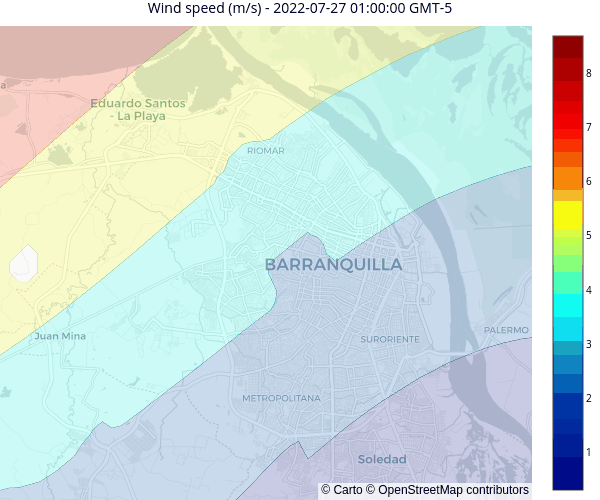 Wind speed (m/s) - 2022-07-27 01:00:00 GMT-5
a
Eduardo Santos
- La Playa
RIOMAR
BARRANQUILLA
Juan Mina
SURORIENTE
PALERMO
METROPOLITANA
Soledad
© Carto © OpenStreetMap contributors
8
7
6
5
4
3
2
1